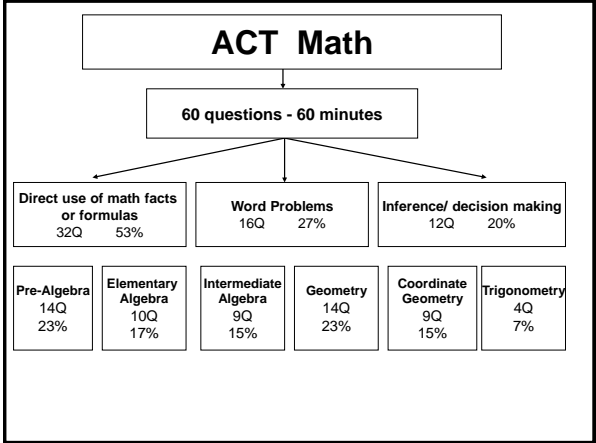 ACT Math
60 questions - 60 minutes
Direct use of math facts
or formulas
32Q 53%
Word Problems
16Q 27%
Inference/ decision making
12Q 20%
Pre-Algebra
14Q
23%
Elementary
Algebra
10Q
17%
Intermediate
Algebra
9Q
15%
Geometry
14Q
23%
Coordinate
Geometry
9Q
15%
Trigonometry
4Q
7%